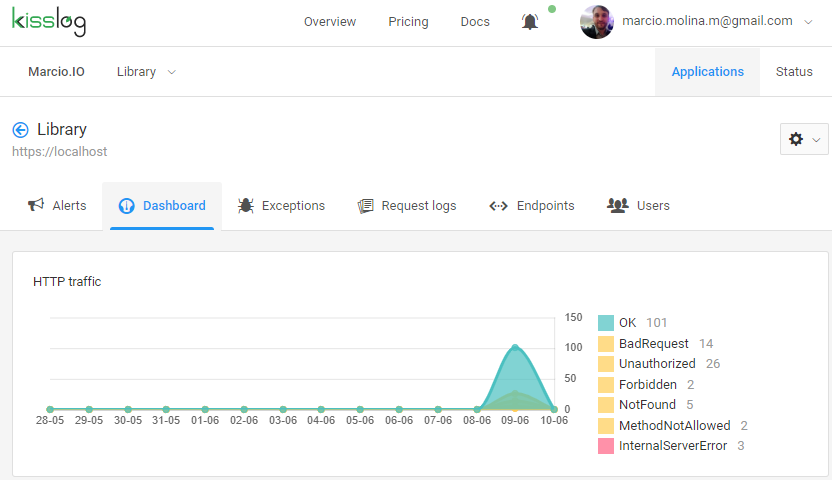 kisslog
Overview Pricing Docs marcio.molina.m@gmail.com
Marcio.IO Library Applications Status
Library
https://localhost
Alerts Dashboard Exceptions Request logs Endpoints Users
HTTP traffic
150
100
50
0
28-05 29-05 30-05 31-05 01-06 02-06 03-06 04-06 05-06 06-06 07-06 08-06 09-06 10-06
OK 101
BadRequest 14
Unauthorized 26
Forbidden 2
NotFound 5
MethodNotAllowed 2
InternalServerError 3